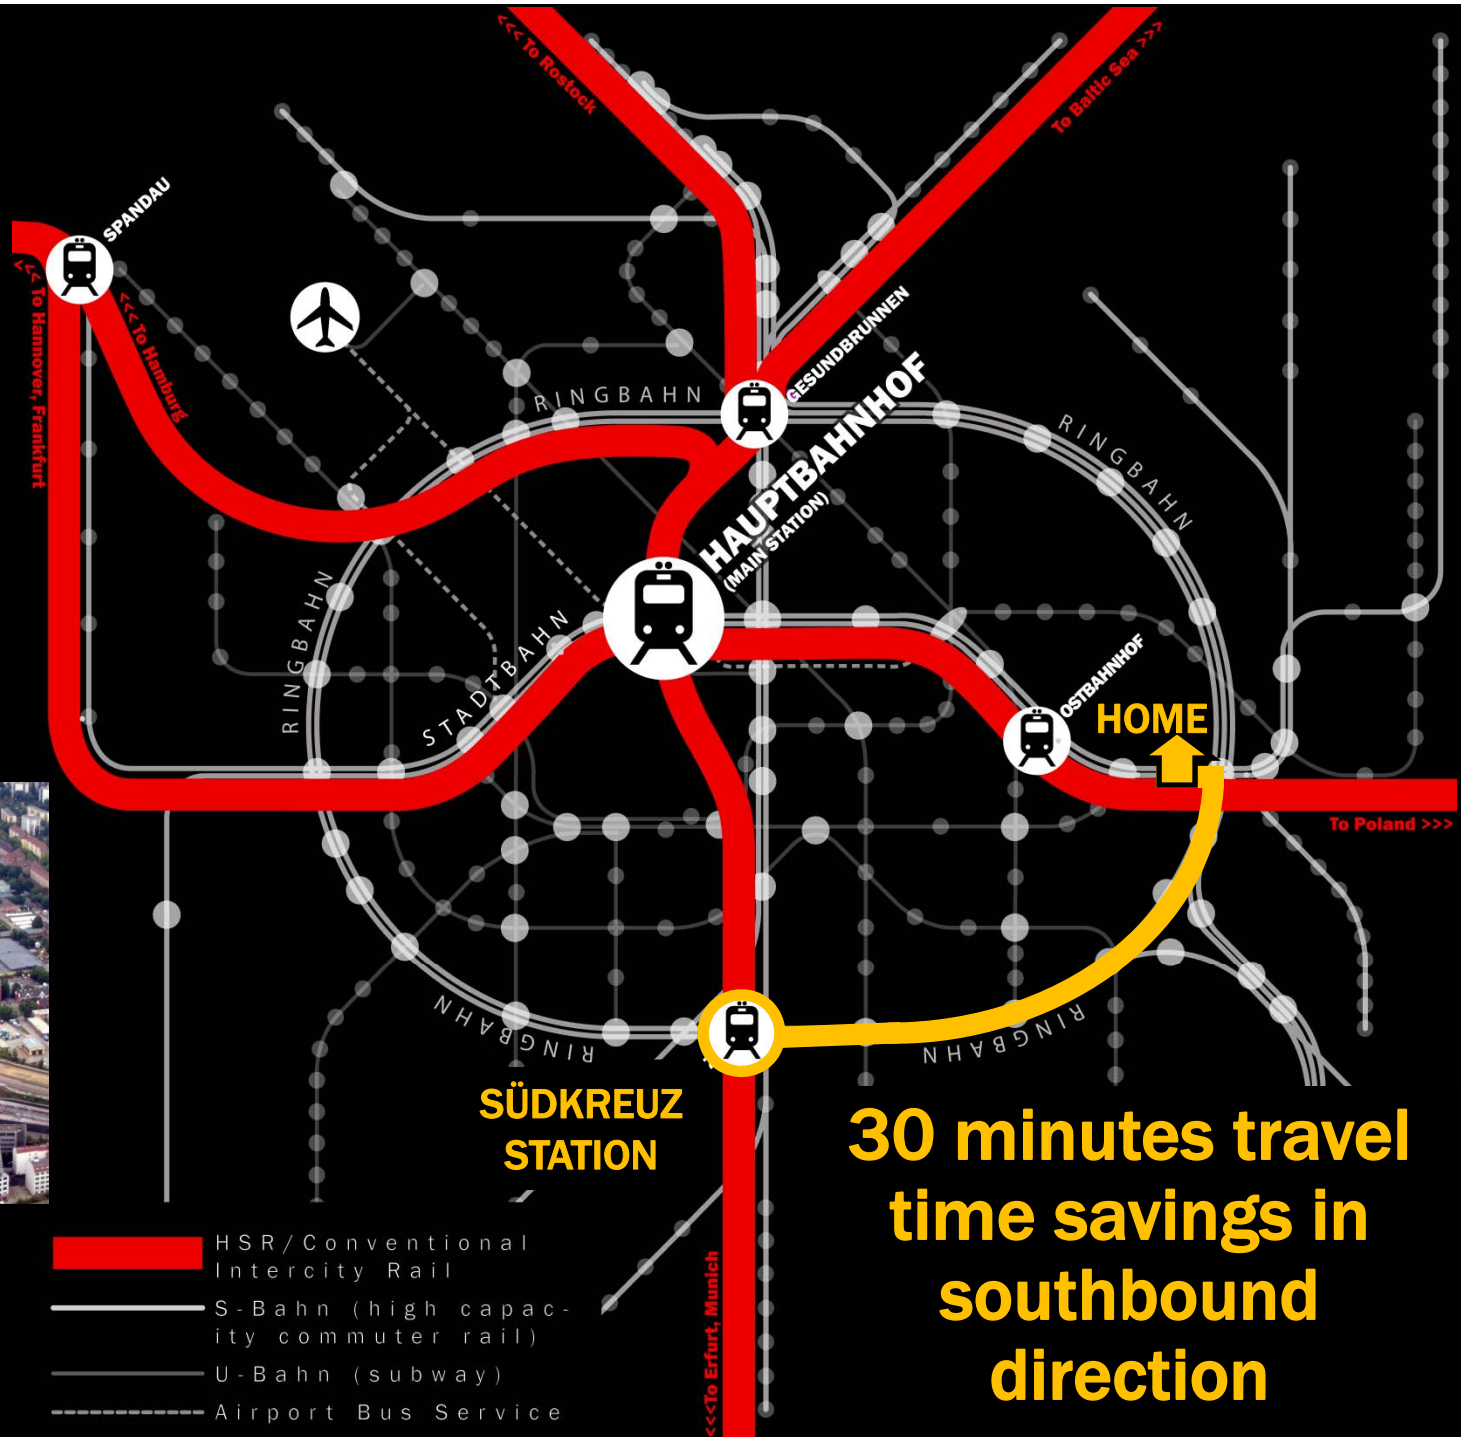 <<< To Rostock
To Baltic Sea >>>
SPANDAU
<<< To Hannover, Frankfurt
<<< To Hamburg
GESUNDBRUNNEN
RINGBAHN
RINGBAHN
HAUPTBAHNHOF
(MAIN STATION)
RINGBAHN
STADTBAHN
OSTBAHNHOF
HOME
To Poland >>>
RINGBAHN
RINGBAHN
RINGBAHN
SÜDKREUZ
STATION
30 minutes travel
time savings in
southbound
direction
<<<To Erfurt, Munich
HSR/Conventional
Intercity Rail
S-Bahn (high capac-
ity commuter rail)
U-Bahn (subway)
Airport Bus Service